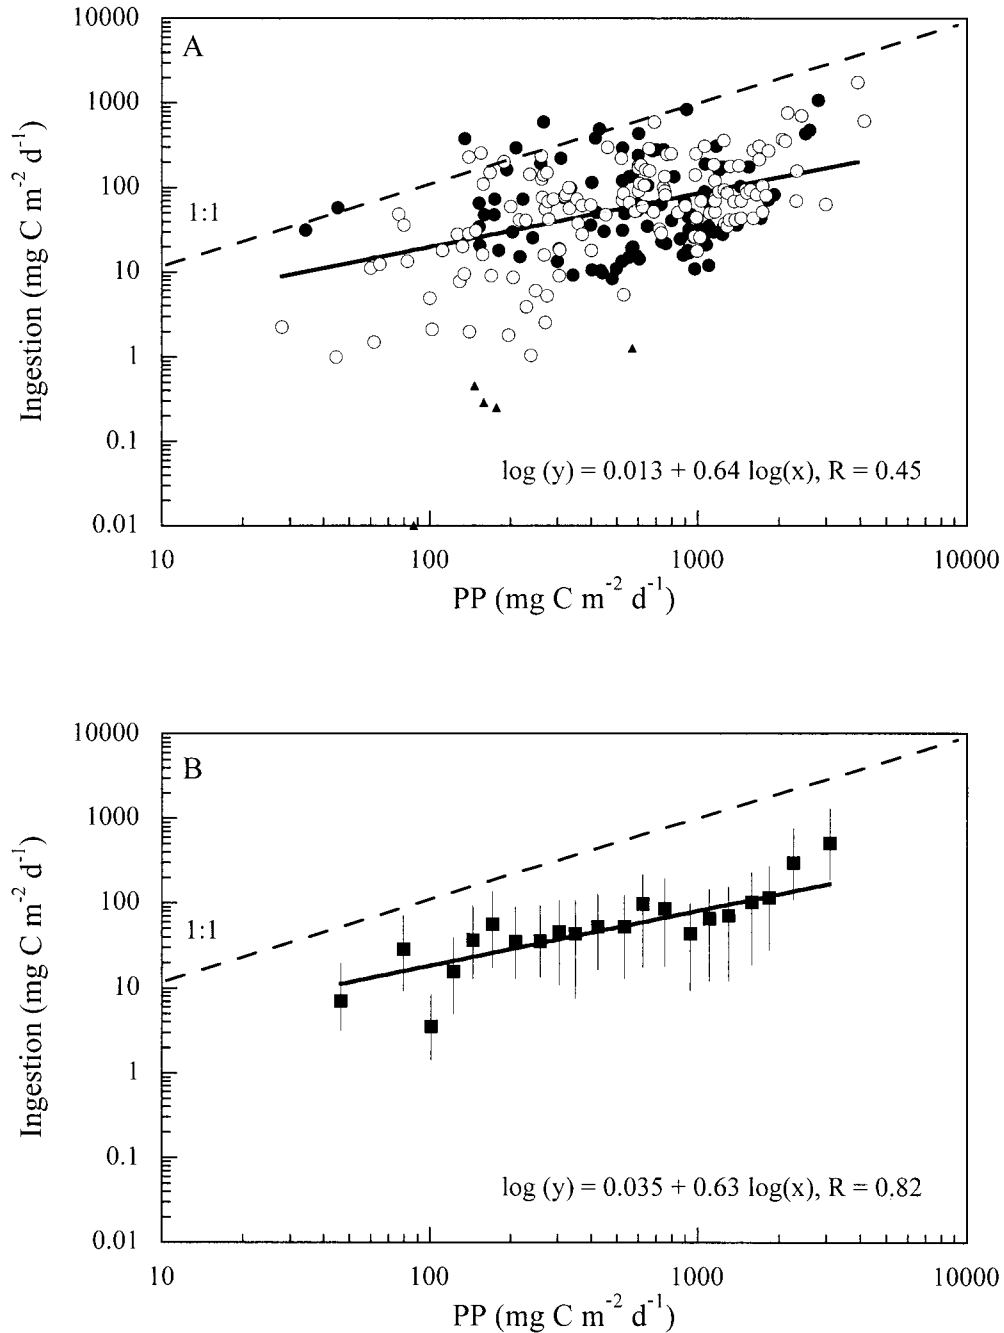 10000
A
1000
100
1:1
10
1
0.1
log (y) = 0.013 + 0.64 log(x), R = 0.45
0.01
10 100 1000 10000
PP (mg C m-2 d-1)
Ingestion (mg C m-2 d-1)
10000
B
1000
100
1:1
10
1
0.1
log (y) = 0.035 + 0.63 log(x), R = 0.82
0.01
10 100 1000 10000
PP (mg C m-2 d-1)
Ingestion (mg C m-2 d-1)